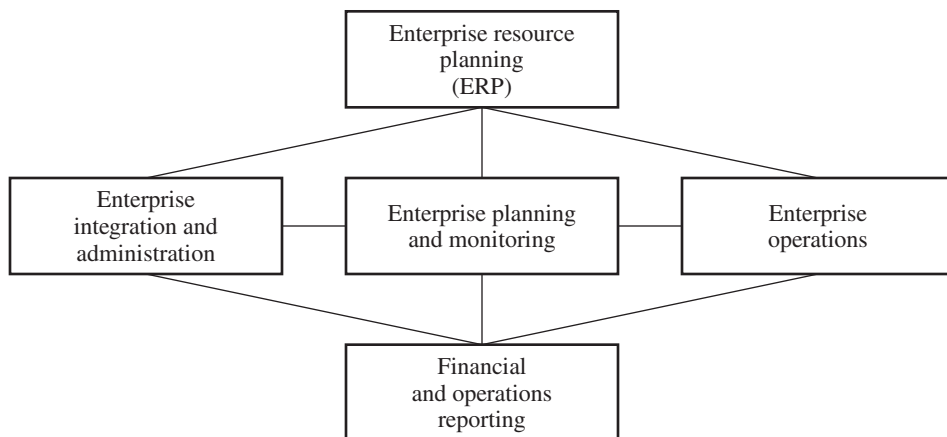 Enterprise resource
planning
(ERP)
Enterprise
integration and
administration
Enterprise planning
and monitoring
Enterprise
operations
Financial
and operations
reporting